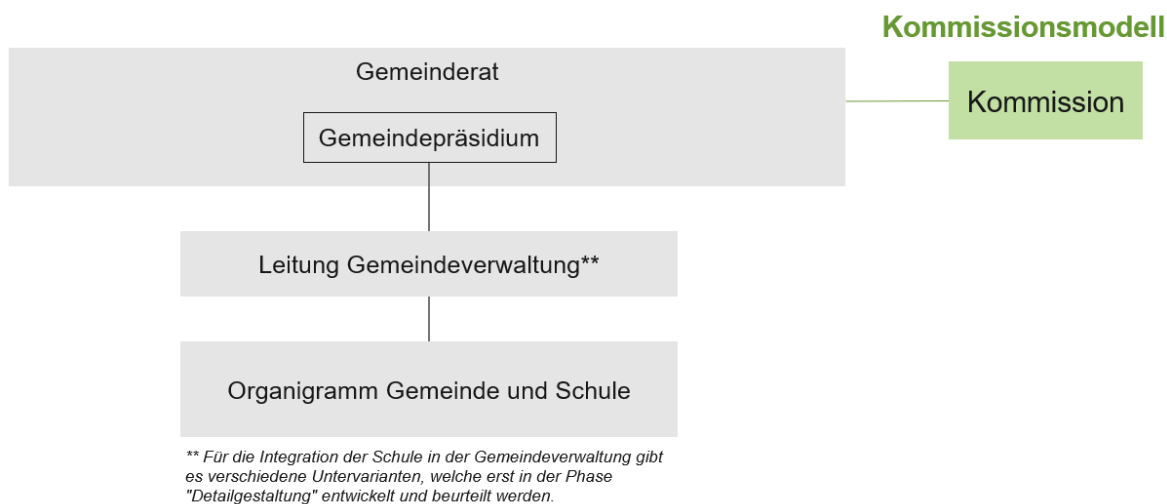 Kommissionsmodell
Gemeinderat
Kommission
Gemeindepräsidium
Leitung Gemeindeverwaltung**
Organigramm Gemeinde und Schule
** Für die Integration der Schule in der Gemeindeverwaltung gibt
es verschiedene Untervarianten, welche erst in der Phase
"Detailgestaltung" entwickelt und beurteilt werden.